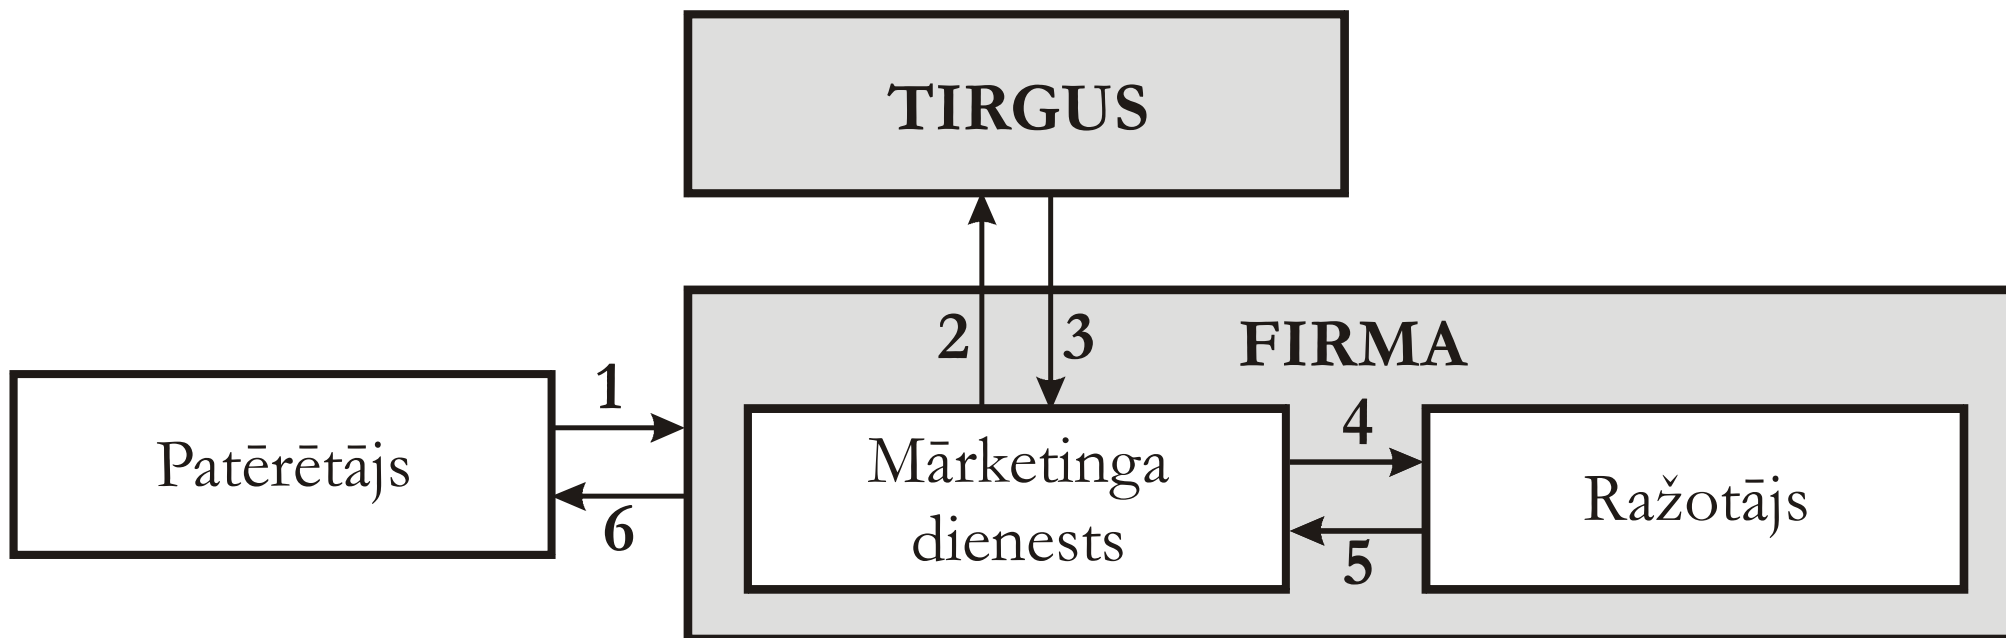 TIRGUS
2
3
FIRMA
1
Patērētājs
6
Mārketinga
dienests
4
5
Ražotājs